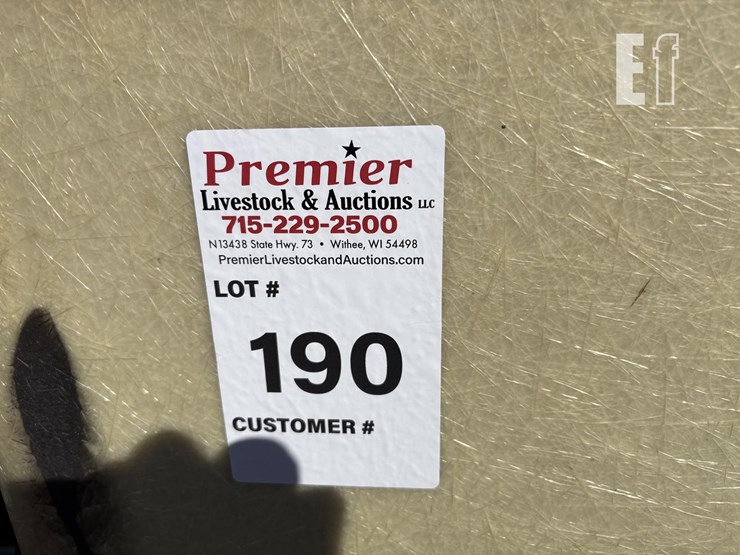 Ef
Premier
Livestock & Auctions LLC
715-229-2500
N13438 State Hwy. 73 • Withee, WI 54498
PremierLivestockandAuctions.com
LOT #
190
CUSTOMER #